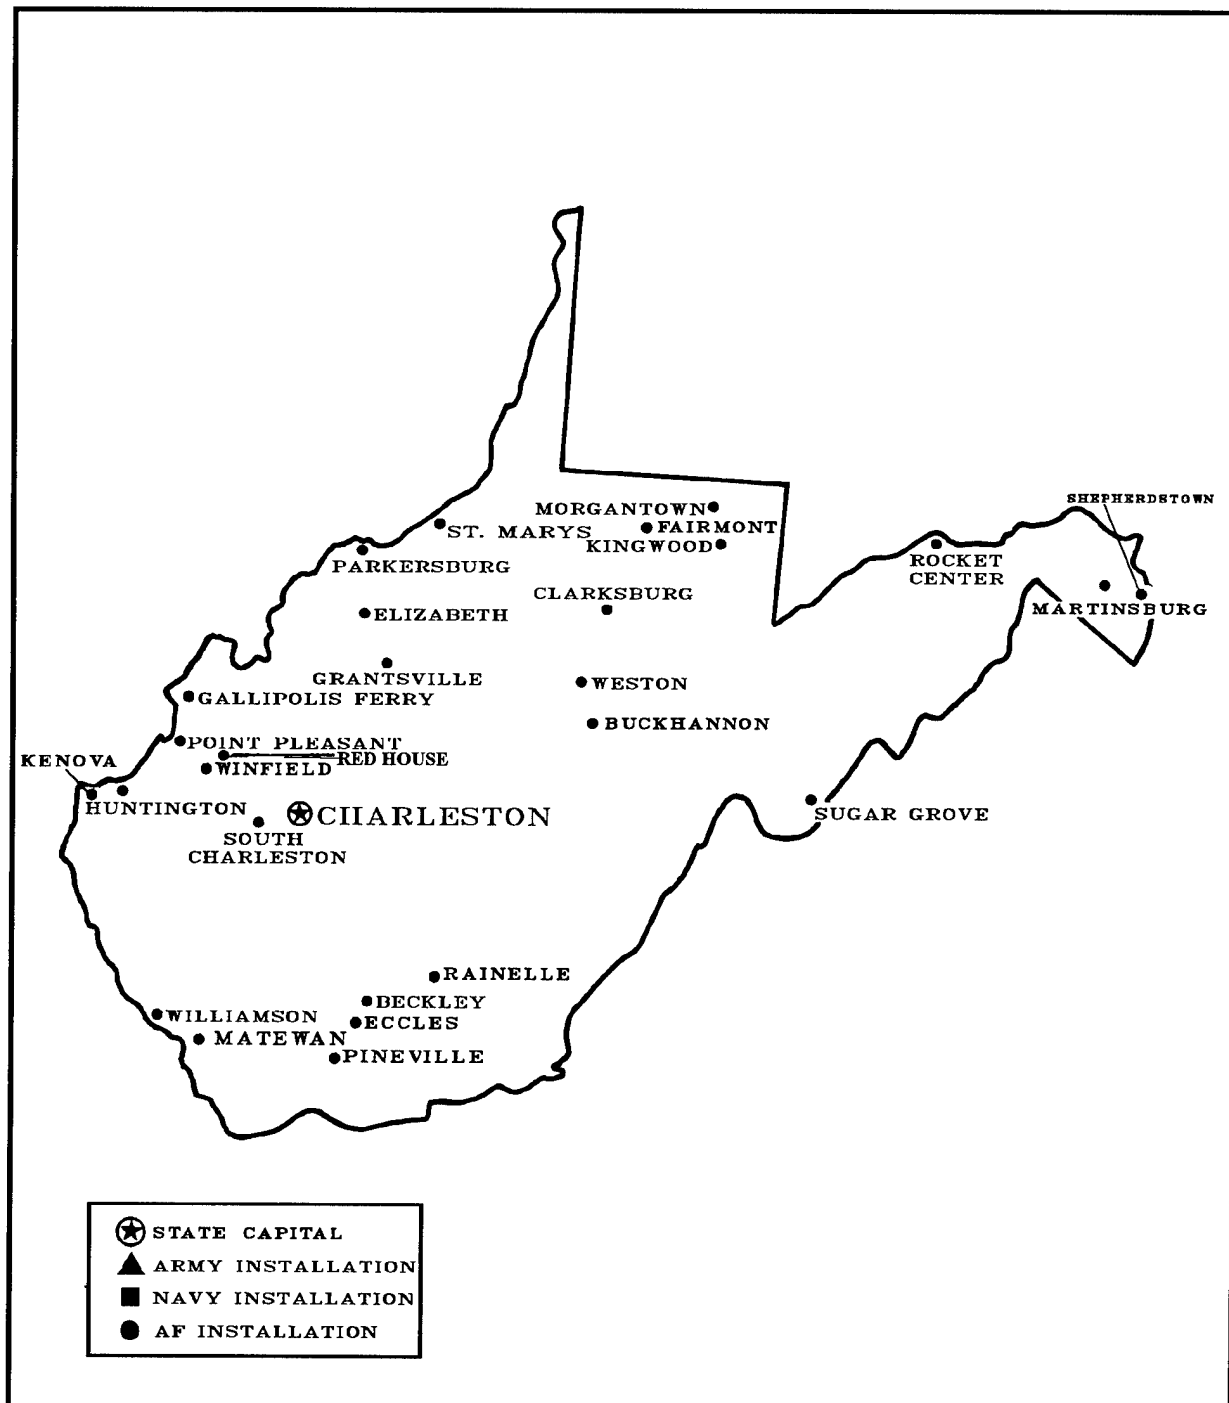 MORGANTOWN
SHEPHERDSTOWN
FAIRMONT
ST. MARYS
KINGWOOD
PARKERSBURG
ROCKET
CENTER
CLARKSBURG
MARTINSBURG
ELIZABETH
GRANTSVILLE
WESTON
GALLIPOLIS FERRY
BUCKHANNON
POINT PLEASANT
RED HOUSE
KENOVA
WINFIELD
HUNTINGTON
CHARLESTON
SUGAR GROVE
SOUTH
CHARLESTON
RAINELLE
BECKLEY
WILLIAMSON
ECCLES
MATEWAN
PINEVILLE
STATE CAPITAL
ARMY INSTALLATION
NAVY INSTALLATION
AF INSTALLATION